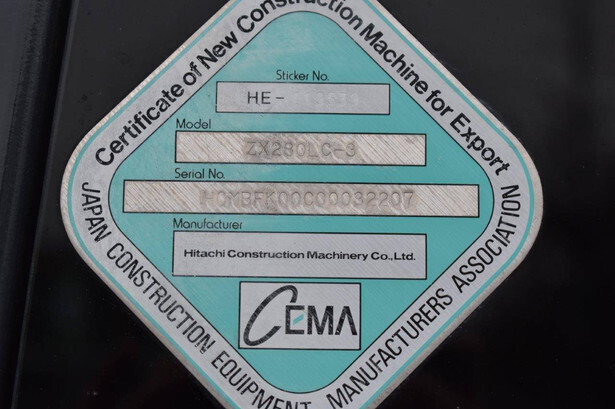 Certificate of New Construction Machine for Export
Sticker No.
HE-
Model
ZX280LC-3
Serial No.
Manufacturer
Hitachi Construction Machinery Co., Ltd.
CEMA
JAPAN CONSTRUCTION EQUIPMENT MANUFACTURERS ASSOCIATION